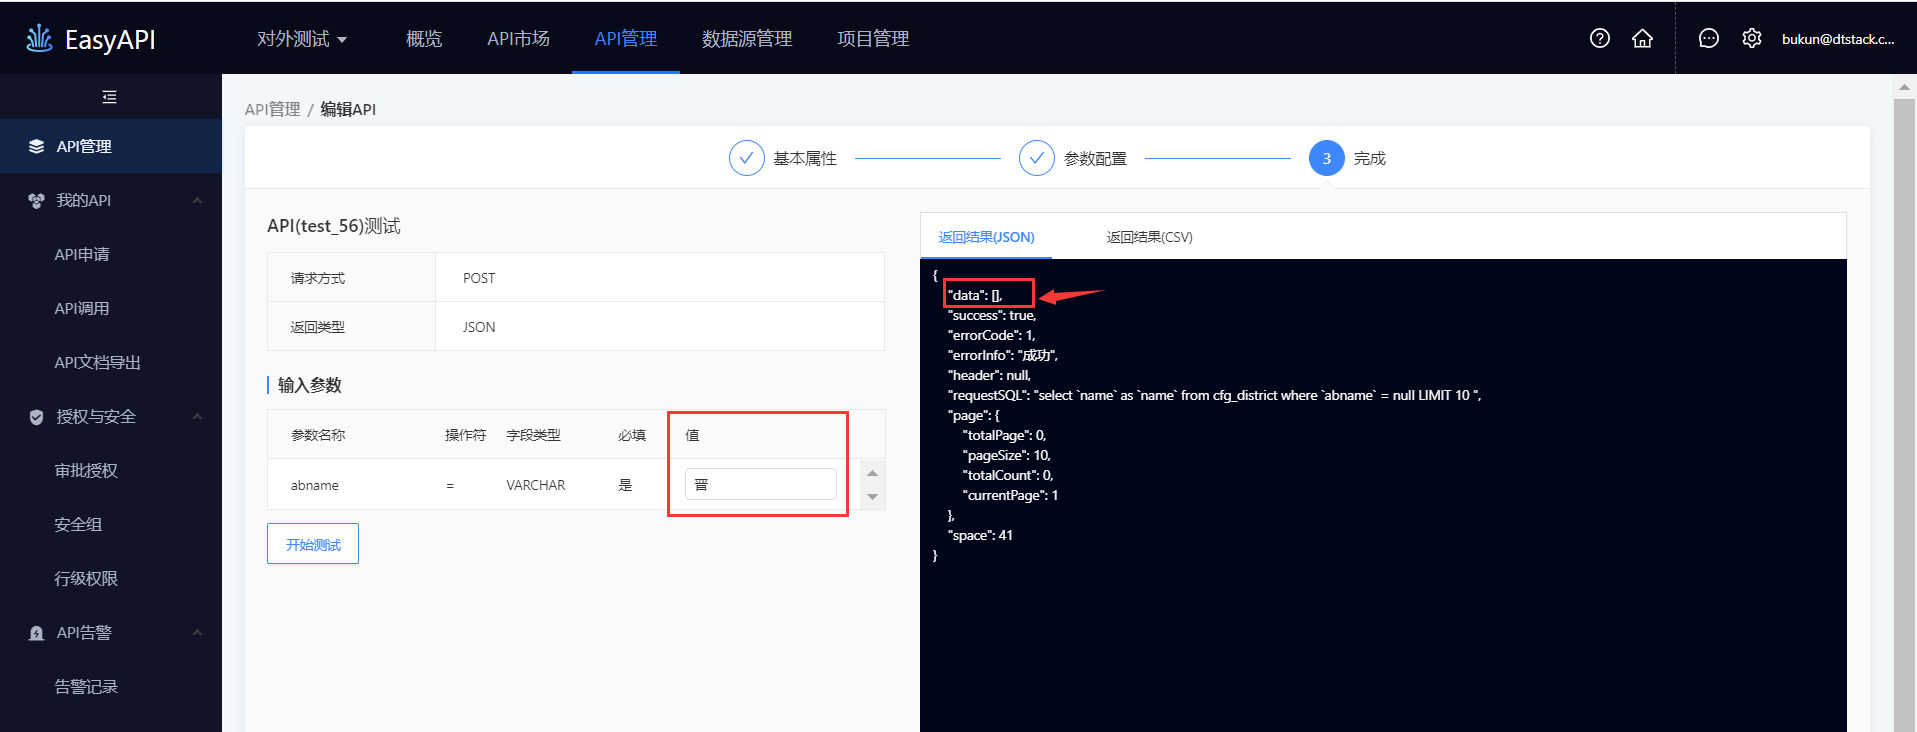 EasyAPI
对外测试
概览
API市场
API管理
数据源管理
项目管理
bukun@dtstack.c...
API管理
我的API
API申请
API调用
API文档导出
授权与安全
审批授权
安全组
行级权限
API告警
告警记录
API管理 / 编辑API
基本属性
参数配置
3 完成
API(test_56)测试
请求方式 POST
返回类型 JSON
输入参数
参数名称 操作符 字段类型 必填 值
abname = VARCHAR 是 晋
开始测试
返回结果(JSON) 返回结果(CSV)
{
"data": [],
"success": true,
"errorCode": 1,
"errorInfo": "成功",
"header": null,
"requestSQL": "select `name` as `name` from cfg_district where `abname` = null LIMIT 10 ",
"page": {
"totalPage": 0,
"pageSize": 10,
"totalCount": 0,
"currentPage": 1
},
"space": 41
}